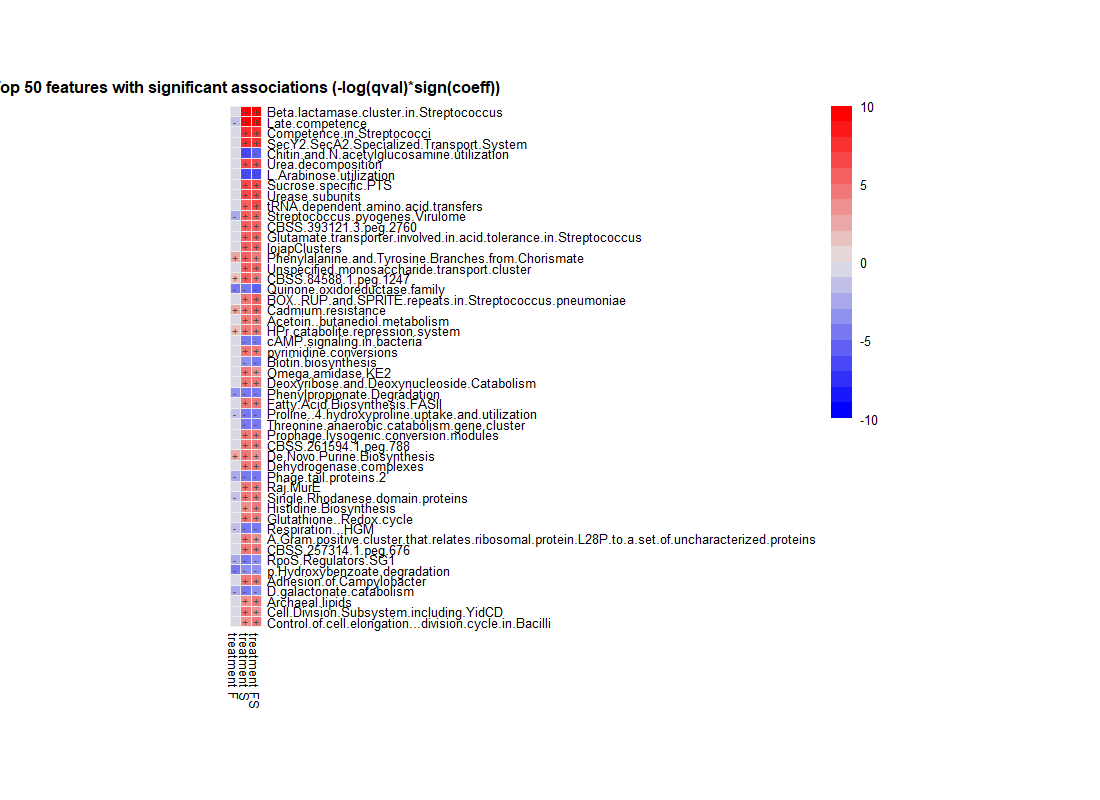 op 50 features with significant associations (-log(qval)*sign(coeff))
Beta.lactamase.cluster.in.Streptococcus
Late.competence
Competence.in.Streptococci
SecY2.SecA2.Specialized.Transport.System
Chitin.and.N.acetylglucosamine.utilization
Urea.decomposition
L.Arabinose.utilization
Sucrose.specific.PTS
Urease.subunits
tRNA.dependent.amino.acid.transfers
Streptococcus.pyogenes.Virulome
CBSS.393121.3.peg.2760
Glutamate.transporter.involved.in.acid.tolerance.in.Streptococcus
IojapClusters
Phenylalanine.and.Tyrosine.Branches.from.Chorismate
Unspecified.monosaccharide.transport.cluster
CBSS.84588.1.peg.1247
Quinone.oxidoreductase.family
BOX..RUP.and.SPRITE.repeats.in.Streptococcus.pneumoniae
Cadmium.resistance
Acetoin..butanediol.metabolism
HPr.catabolite.repression.system
cAMP.signaling.in.bacteria
pyrimidine.conversions
Biotin.biosynthesis
Omega.amidase.KE2
Deoxyribose.and.Deoxynucleoside.Catabolism
Phenylpropionate.Degradation
Fatty.Acid.Biosynthesis.FASII
Proline..4.hydroxyproline.uptake.and.utilization
Threonine.anaerobic.catabolism.gene.cluster
Prophage.lysogenic.conversion.modules
CBSS.261594.1.peg.788
De.Novo.Purine.Biosynthesis
Dehydrogenase.complexes
Phage.tail.proteins.2
Raj.MurE
Single.Rhodanese.domain.proteins
Histidine.Biosynthesis
Glutathione..Redox.cycle
Respiration...HGM
A.Gram.positive.cluster.that.relates.ribosomal.protein.L28P.to.a.set.of.uncharacterized.proteins
CBSS.257314.1.peg.676
RpoS.Regulators.SG1
p.Hydroxybenzoate.degradation
Adhesion.of.Campylobacter
D.galactonate.catabolism
Archaeal.lipids
Cell.Division.Subsystem.including.YidCD
Control.of.cell.elongation...division.cycle.in.Bacilli
treatment F
treatment S
treatment FS
10
5
0
-5
-10